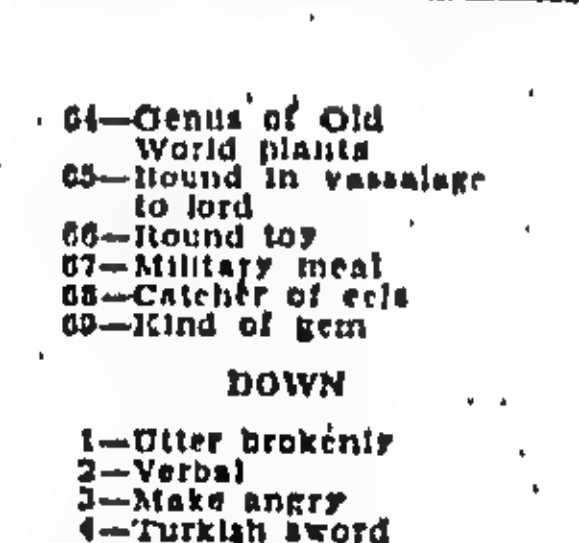 64—Genus of Old
World plants
65—Bound in vassalage
to lord
66—Round toy
67—Military meal
68—Catcher of eels
69—Kind of gem
DOWN
1—Utter brokenly
2—Verbal
3—Make angry
4—Turkish sword